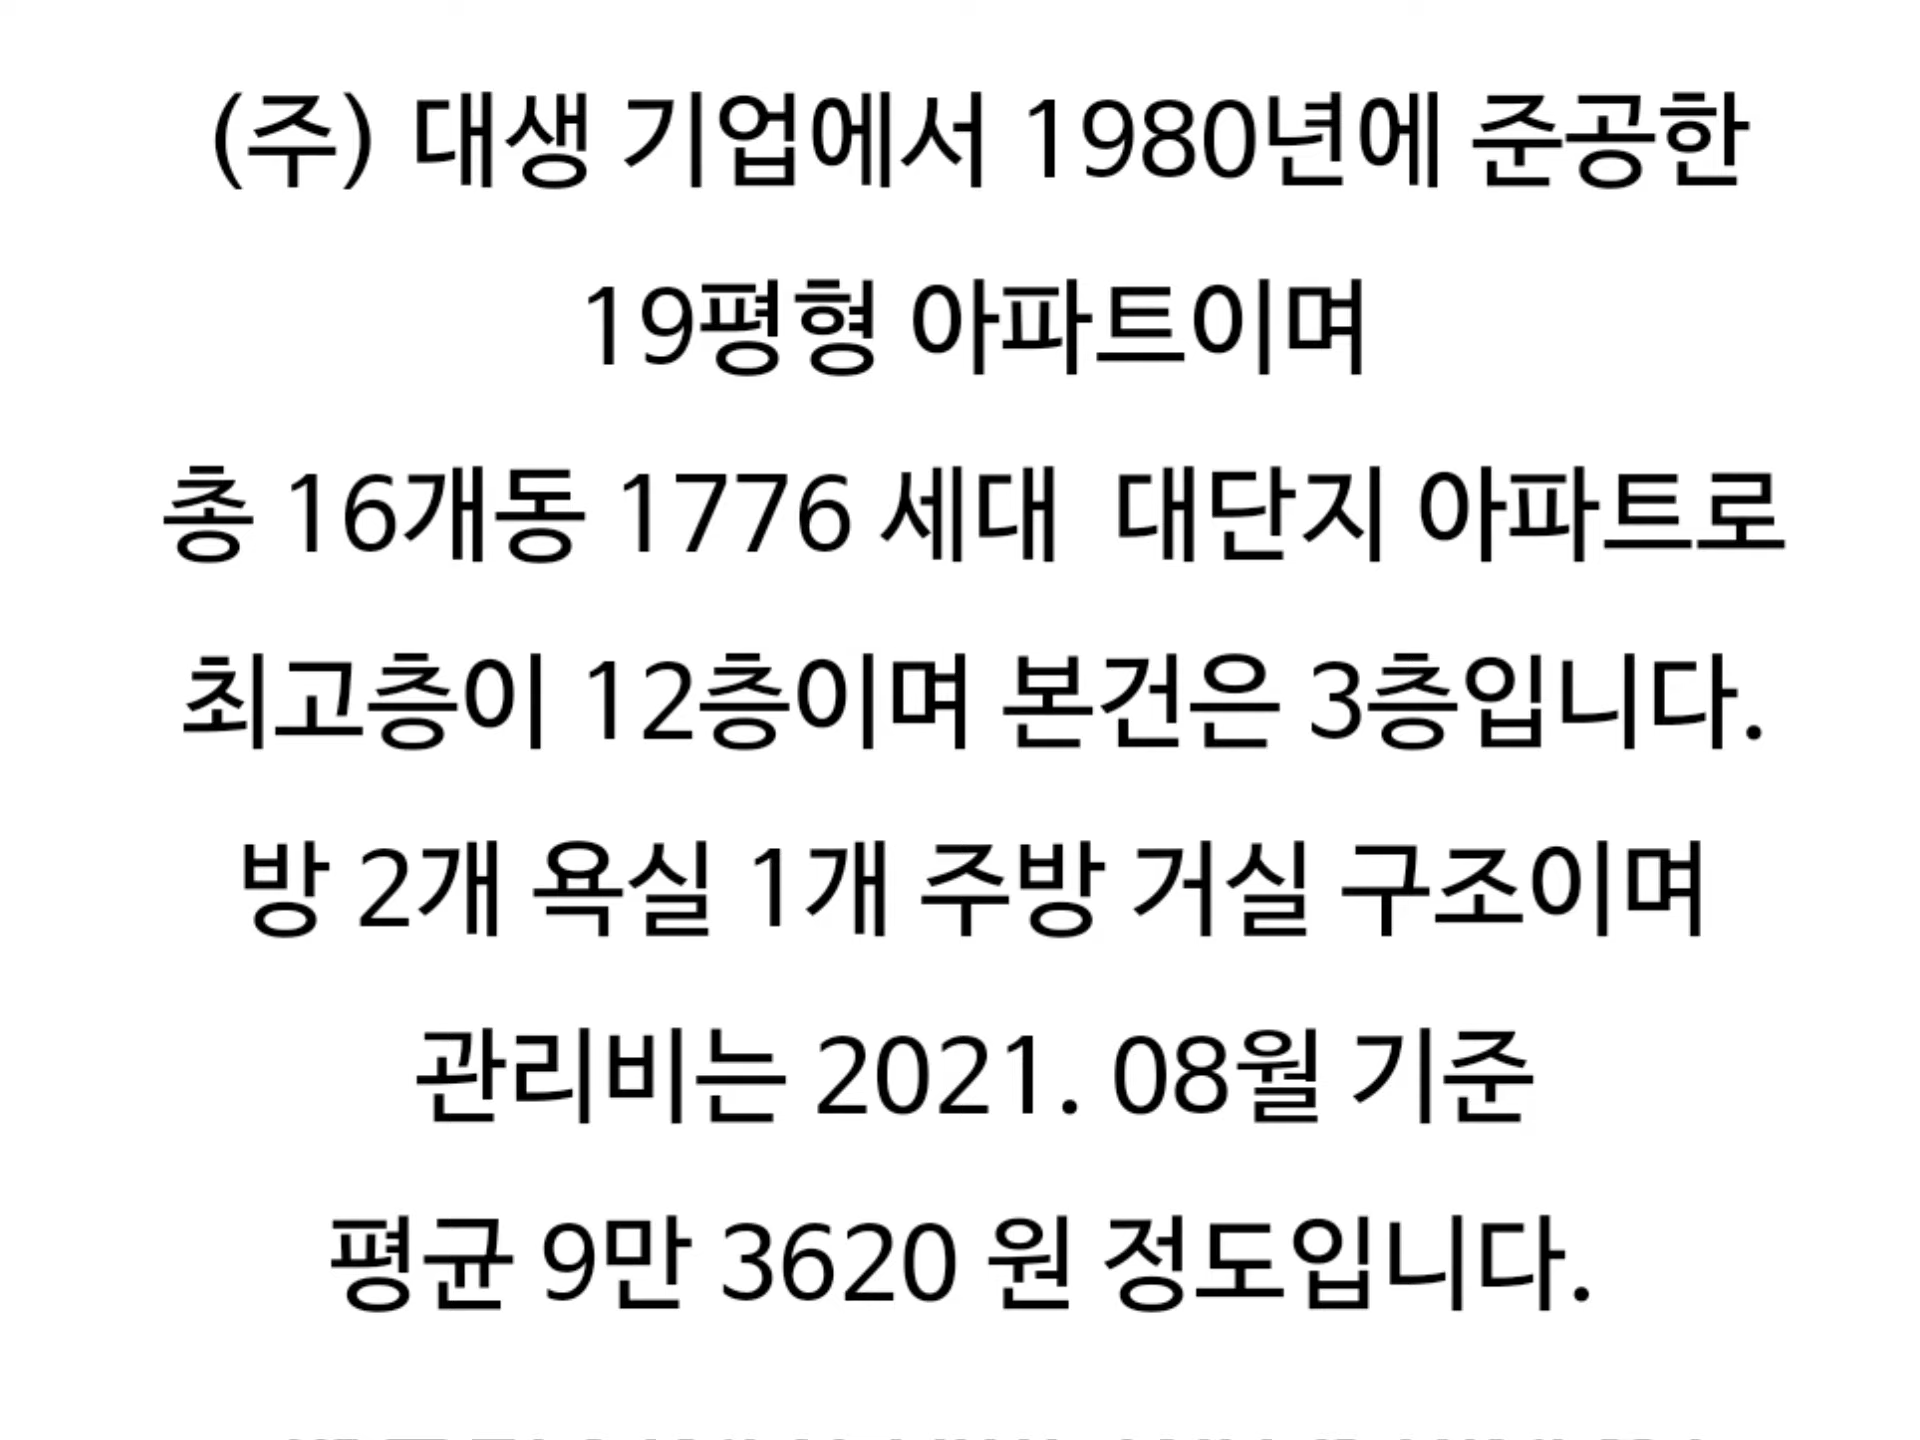 (주) 대생 기업에서 1980년에 준공한
19평형 아파트이며
총 16개동 1776 세대 대단지 아파트로
최고층이 12층이며 본건은 3층입니다.
방 2개 욕실 1개 주방 거실 구조이며
관리비는 2021. 08월 기준
평균 9만 3620 원 정도입니다.